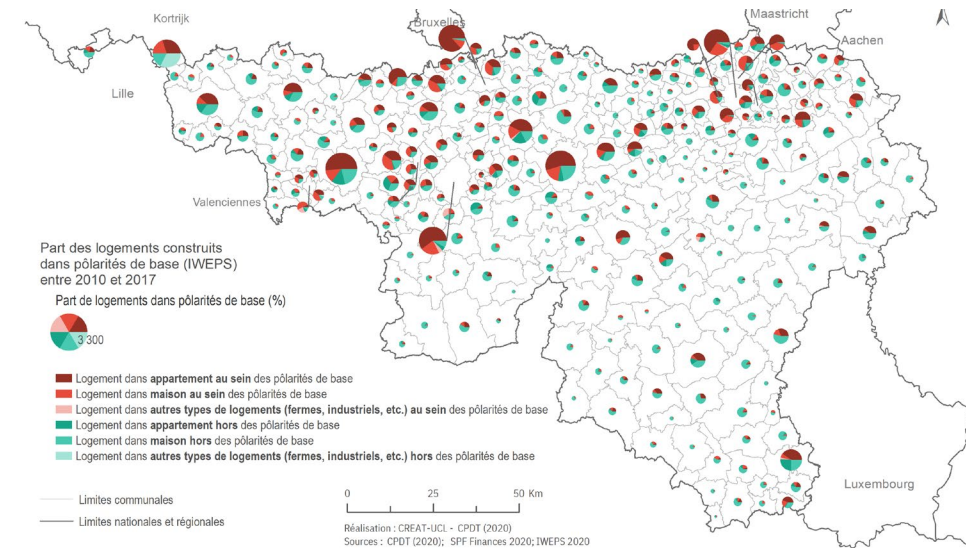 Kortrijk
Bruxelles
Maastricht
Aachen
Lille
Valenciennes
Part des logements construits
dans pôlarités de base (IWEPS)
entre 2010 et 2017
Part de logements dans pôlarités de base (%)
3 300
Logement dans appartement au sein des pôlarités de base
Logement dans maison au sein des pôlarités de base
Logement dans autres types de logements (fermes, industriels, etc.) au sein des pôlarités de base
Logement dans appartement hors des pôlarités de base
Logement dans maison hors des pôlarités de base
Logement dans autres types de logements (fermes, industriels, etc.) hors des pôlarités de base
Luxembourg
Limites communales
Limites nationales et régionales
0 25 50 Km
Réalisation : CREAT-UCL - CPDT (2020)
Sources : CPDT (2020); SPF Finances 2020; IWEPS 2020